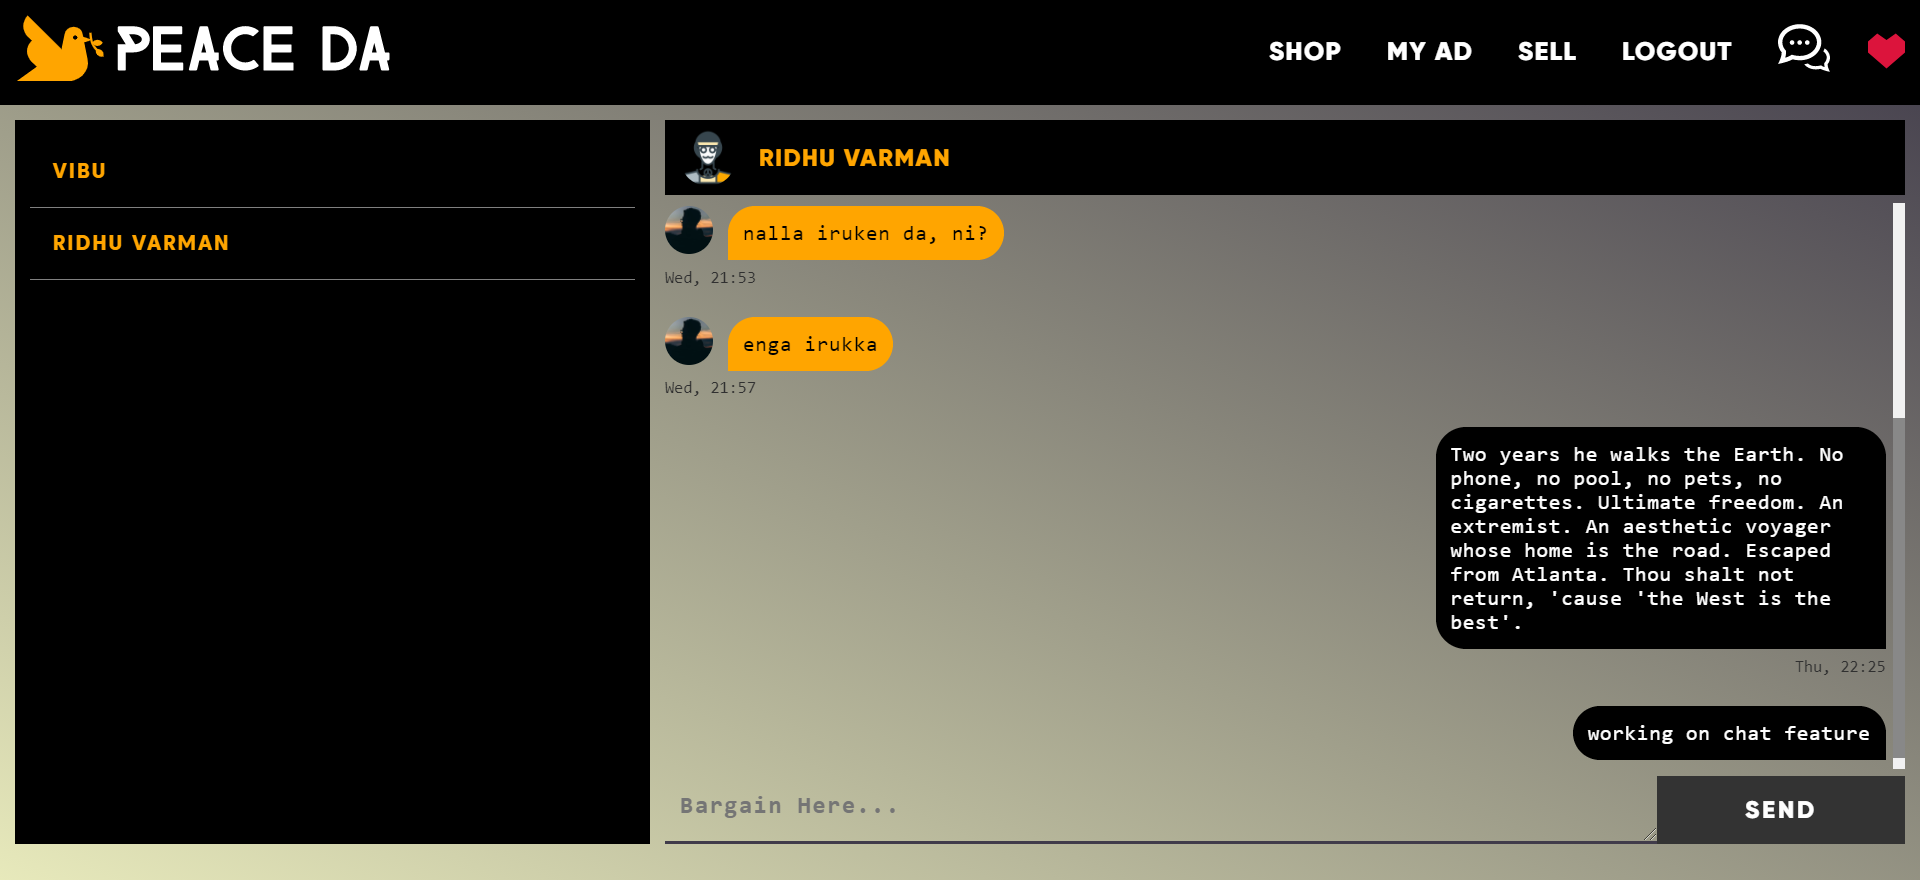 PEACE DA
SHOP
MY AD
SELL
LOGOUT
VIBU
RIDHU VARMAN
RIDHU VARMAN
nalla iruken da, ni?
Wed, 21:53
enga irukka
Wed, 21:57
Two years he walks the Earth. No
phone, no pool, no pets, no
cigarettes. Ultimate freedom. An
extremist. An aesthetic voyager
whose home is the road. Escaped
from Atlanta. Thou shalt not
return, 'cause 'the West is the
best'.
Thu, 22:25
working on chat feature
Bargain Here...
SEND